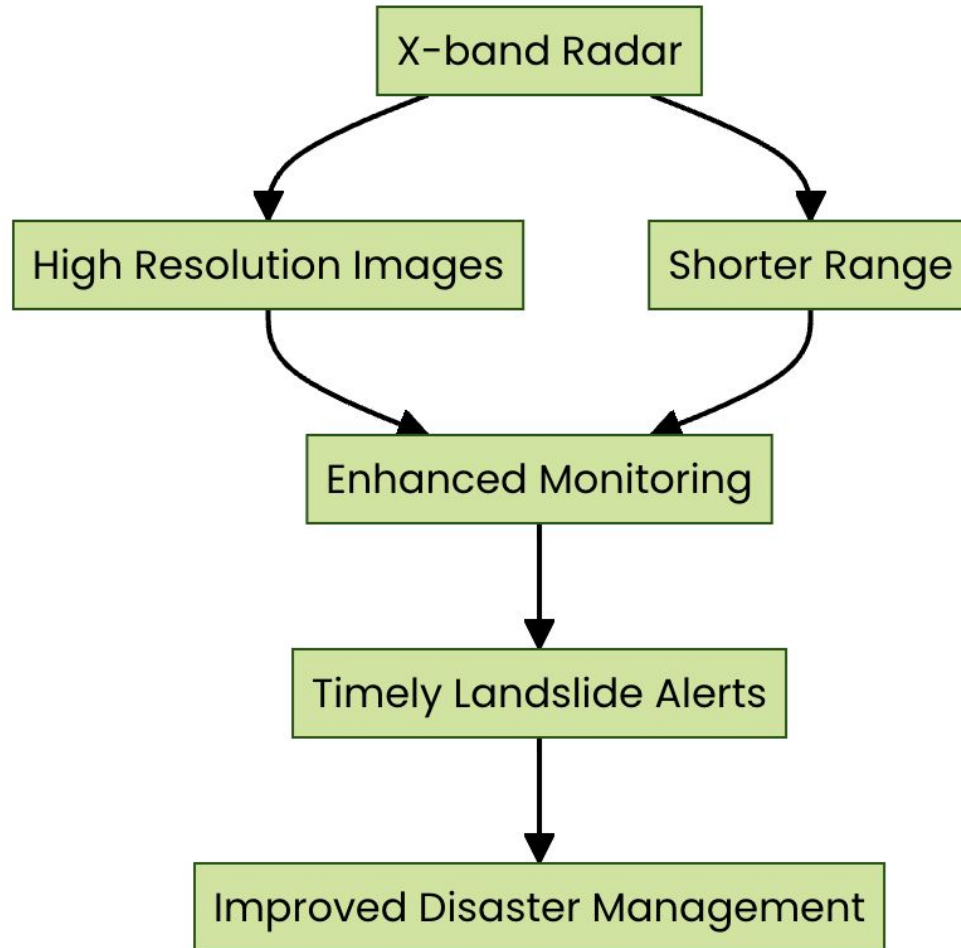 X-band Radar
High Resolution Images
Shorter Range
Enhanced Monitoring
Timely Landslide Alerts
Improved Disaster Management